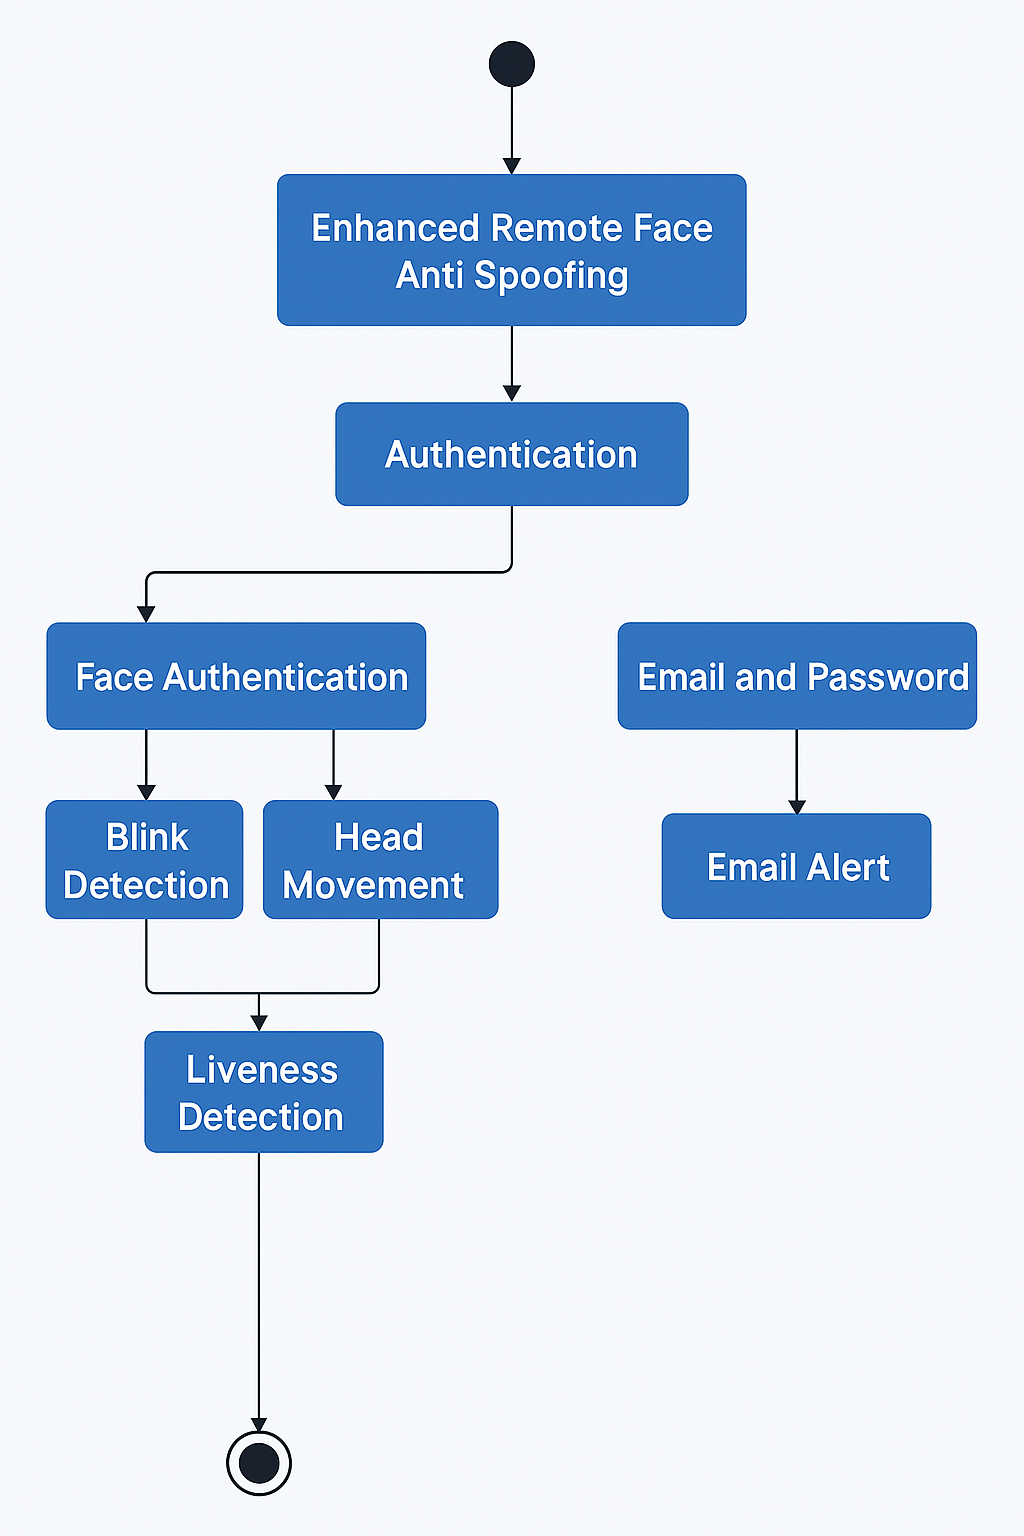 Enhanced Remote Face
Anti Spoofing
Authentication
Face Authentication
Email and Password
Blink
Detection
Head
Movement
Email Alert
Liveness
Detection